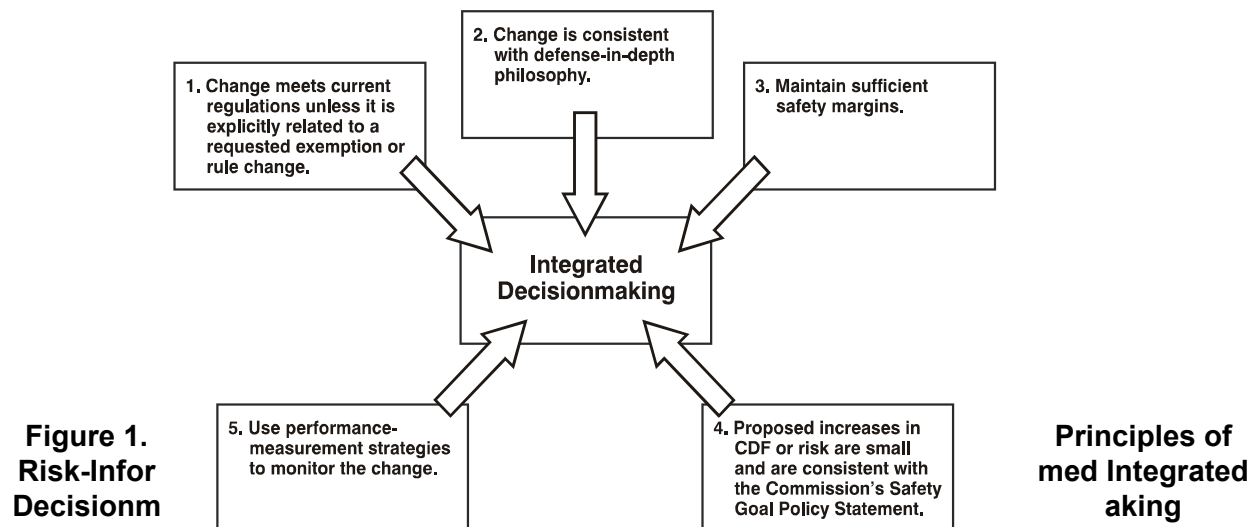 2. Change is consistent
with defense-in-depth
philosophy.
1. Change meets current
regulations unless it is
explicitly related to a
requested exemption or
rule change.
3. Maintain sufficient
safety margins.
Integrated
Decisionmaking
5. Use performance-
measurement strategies
to monitor the change.
4. Proposed increases in
CDF or risk are small
and are consistent with
the Commission's Safety
Goal Policy Statement.
Figure 1.
Risk-Infor
Decisionm
Principles of
med Integrated
aking